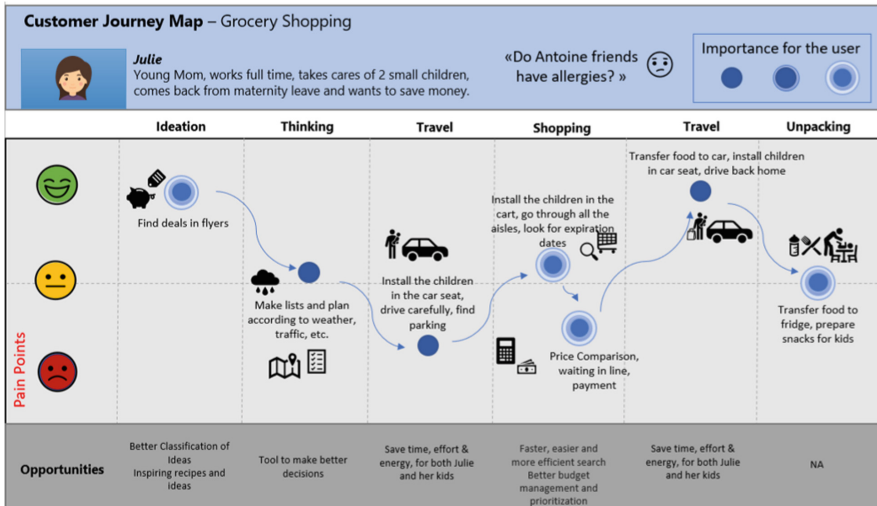 Customer Journey Map – Grocery Shopping
Julie
Young Mom, works full time, takes cares of 2 small children,
comes back from maternity leave and wants to save money.
«Do Antoine friends
have allergies? »
Importance for the user
Ideation
Thinking
Travel
Shopping
Travel
Unpacking
Pain Points
Find deals in flyers
Make lists and plan
according to weather,
traffic, etc.
Install the children
in the car seat,
drive carefully, find
parking
Install the children in the
cart, go through all the
aisles, look for expiration
dates
Price Comparison,
waiting in line,
payment
Transfer food to car, install children
in car seat, drive back home
Transfer food to
fridge, prepare
snacks for kids
Opportunities
Better Classification of
Ideas
Inspiring recipes and
ideas
Tool to make better
decisions
Save time, effort &
energy, for both Julie
and her kids
Faster, easier and
more efficient search
Better budget
management and
prioritization
Save time, effort &
energy, for both Julie
and her kids
NA